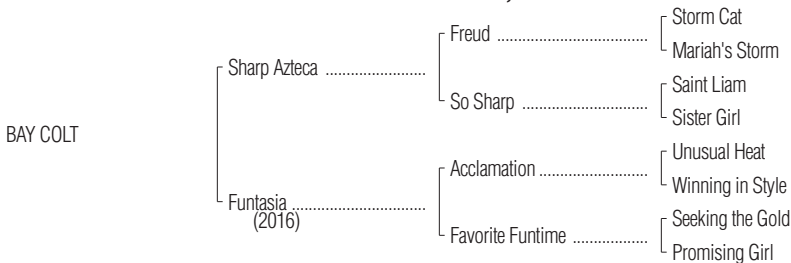 Storm Cat
Freud ........................................
Mariah's Storm
Sharp Azteca ..........................
Saint Liam
So Sharp .................................
Sister Girl
BAY COLT
Unusual Heat
Acclamation ..............................
Winning in Style
Funtasia ...................................
(2016)
Seeking the Gold
Favorite Funtime ....................
Promising Girl